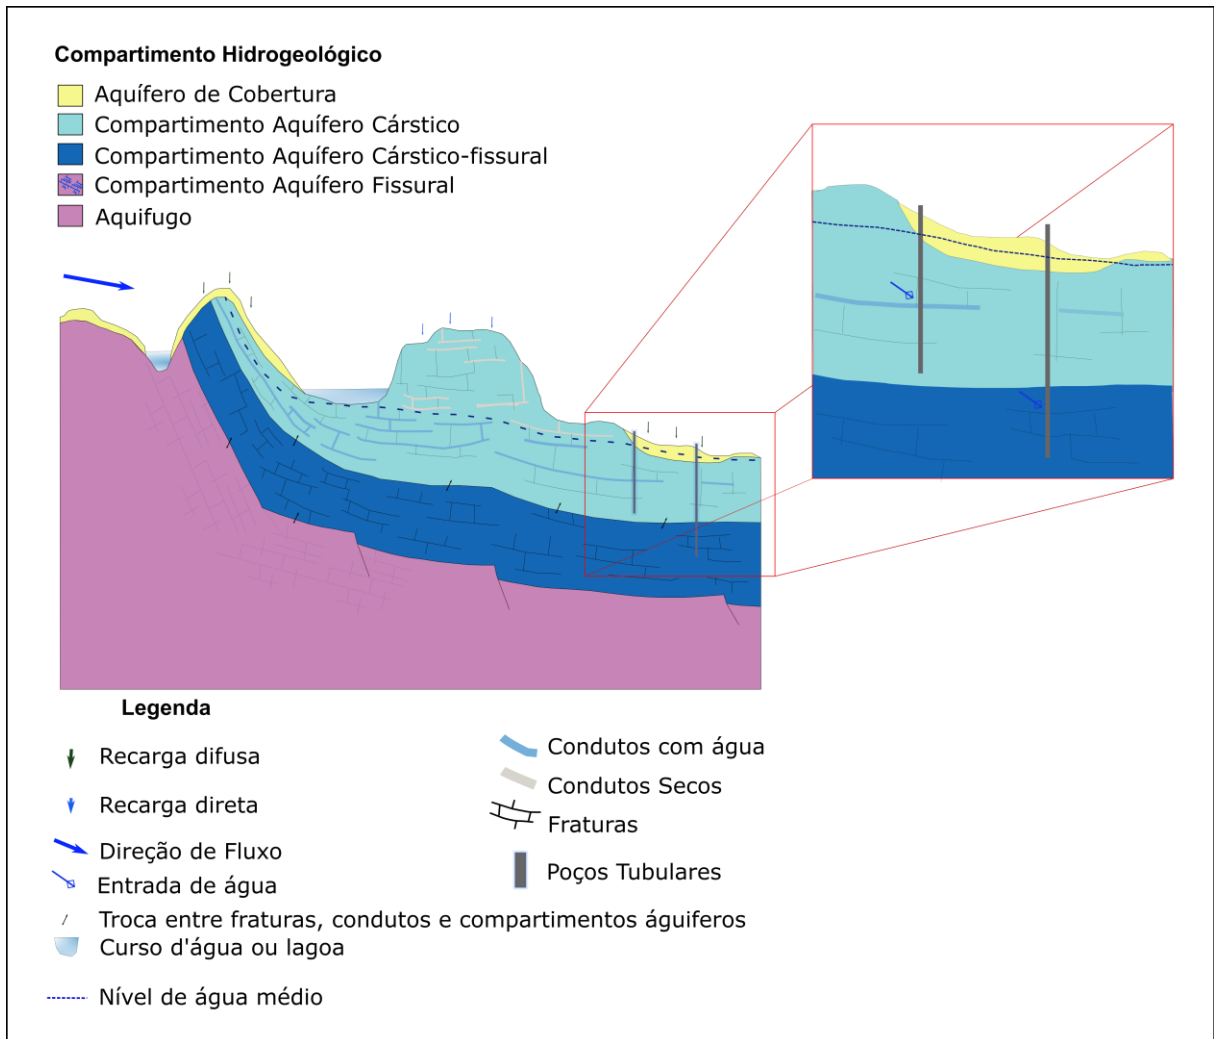 Compartimento Hidrogeológico
Aquífero de Cobertura
Compartimento Aquífero Cárstico
Compartimento Aquífero Cárstico-fissural
Compartimento Aquífero Fissural
Aquifugo
Legenda
Recarga difusa
Recarga direta
Direção de Fluxo
Entrada de água
Troca entre fraturas, condutos e compartimentos águiferos
Curso d'água ou lagoa
Nível de água médio
Condutos com água
Condutos Secos
Fraturas
Poços Tubulares